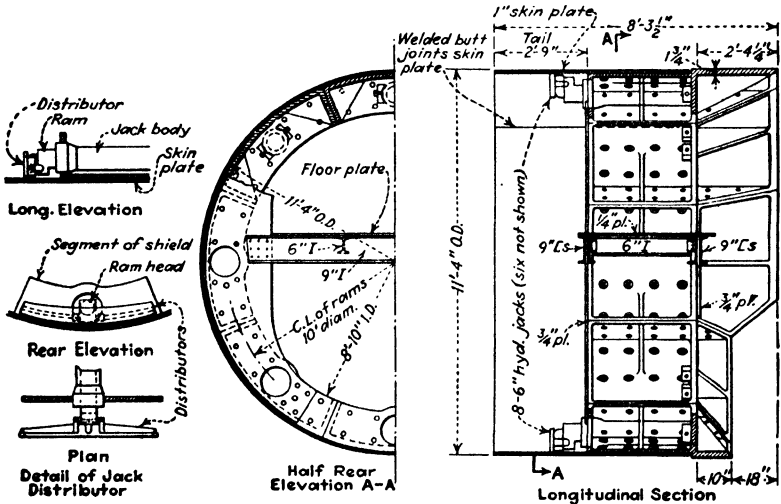 Distributor
Ram
Jack body
Skin
plate
Long. Elevation
Segment of shield
Ram head
Rear Elevation
Distributors
Plan
Detail of Jack
Distributor
Floor plate
11'-4" O.D.
6" I
9" I
C.L. of rams
10' diam.
8'-10" I.D.
Half Rear
Elevation A-A
1" skin plate
8'-3½"
Welded butt
joints skin
plate
Tail
2'-9"
A
1¾"
2'-4¼"
11'-4" O.D.
8-6" hyd. jacks (six not shown)
¼" pl.
9" [s
6" I
9" [s
¾" pl.
¾" pl.
A
10"
18"
Longitudinal Section